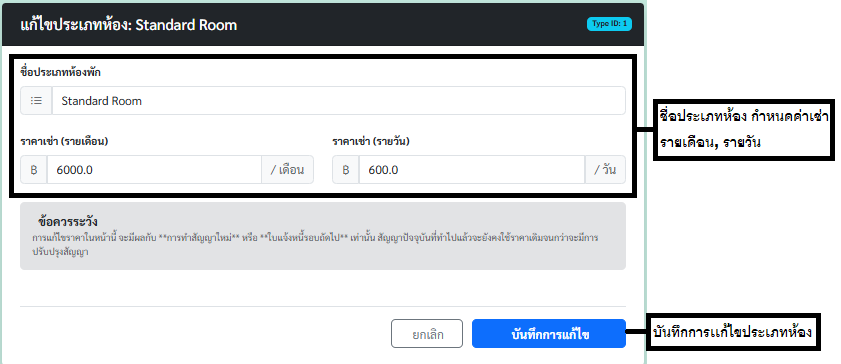 แก้ไขประเภทห้อง: Standard Room
Type ID: 1
ชื่อประเภทห้องพัก
Standard Room
ราคาเช่า (รายเดือน)
ราคาเช่า (รายวัน)
฿ 6000.0 / เดือน
฿ 600.0 / วัน
ชื่อประเภทห้อง กำหนดค่าเช่า
รายเดือน, รายวัน
ข้อควรระวัง
การแก้ไขราคาในหน้านี้ จะมีผลกับ **การทำสัญญาใหม่** หรือ **ใบแจ้งหนี้รอบถัดไป** เท่านั้น สัญญาปัจจุบันที่ทำไปแล้วจะยังคงใช้ราคาเดิมจนกว่าจะมีการ
ปรับปรุงสัญญา
ยกเลิก
บันทึกการแก้ไข
บันทึกการแก้ไขประเภทห้อง